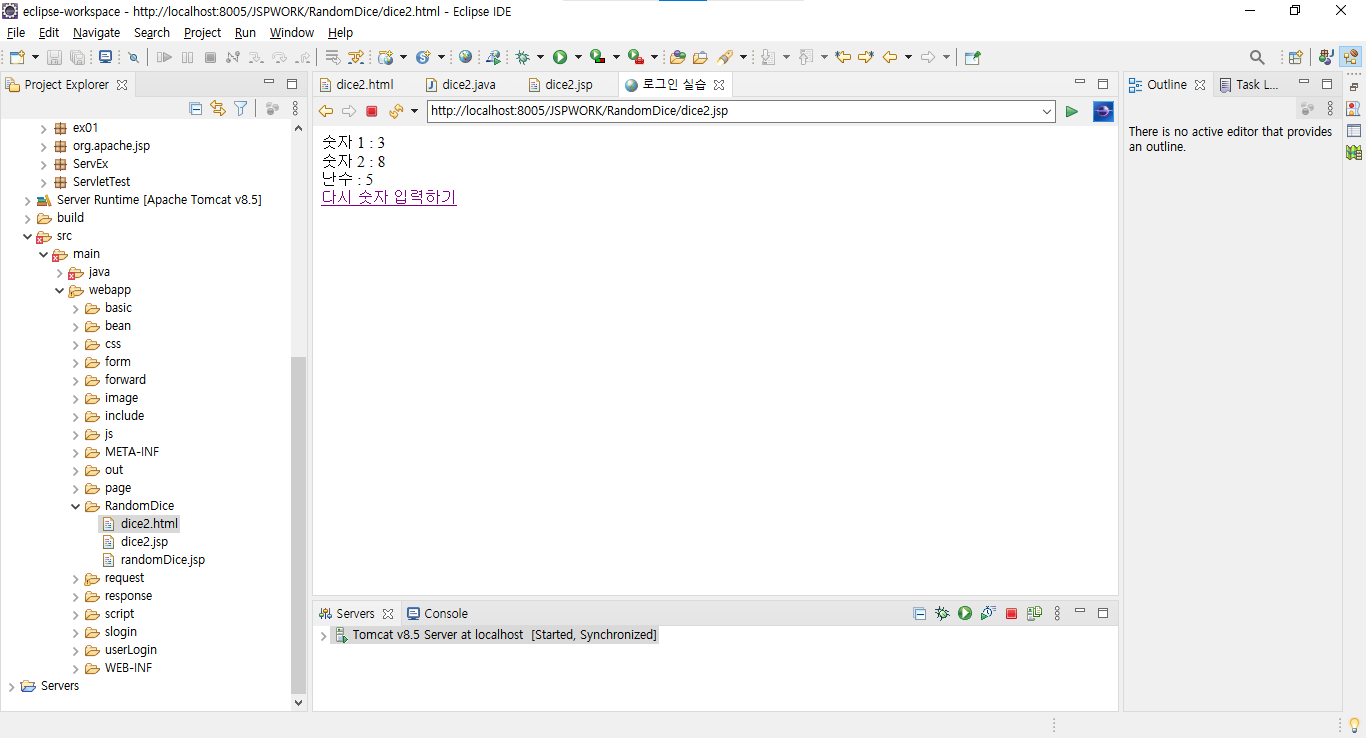 eclipse-workspace - http://localhost:8005/JSPWORK/RandomDice/dice2.html - Eclipse IDE
File Edit Navigate Search Project Run Window Help
Project Explorer
ex01
org.apache.jsp
ServEx
ServletTest
Server Runtime [Apache Tomcat v8.5]
build
src
main
java
webapp
basic
bean
css
form
forward
image
include
js
META-INF
out
page
RandomDice
dice2.html
dice2.jsp
randomDice.jsp
request
response
script
slogin
userLogin
WEB-INF
Servers
dice2.html dice2.java dice2.jsp 로그인 실습
http://localhost:8005/JSPWORK/RandomDice/dice2.jsp
숫자 1 : 3
숫자 2 : 8
난수 : 5
다시 숫자 입력하기
Servers Console
Tomcat v8.5 Server at localhost [Started, Synchronized]
Outline Task L...
There is no active editor that provides
an outline.